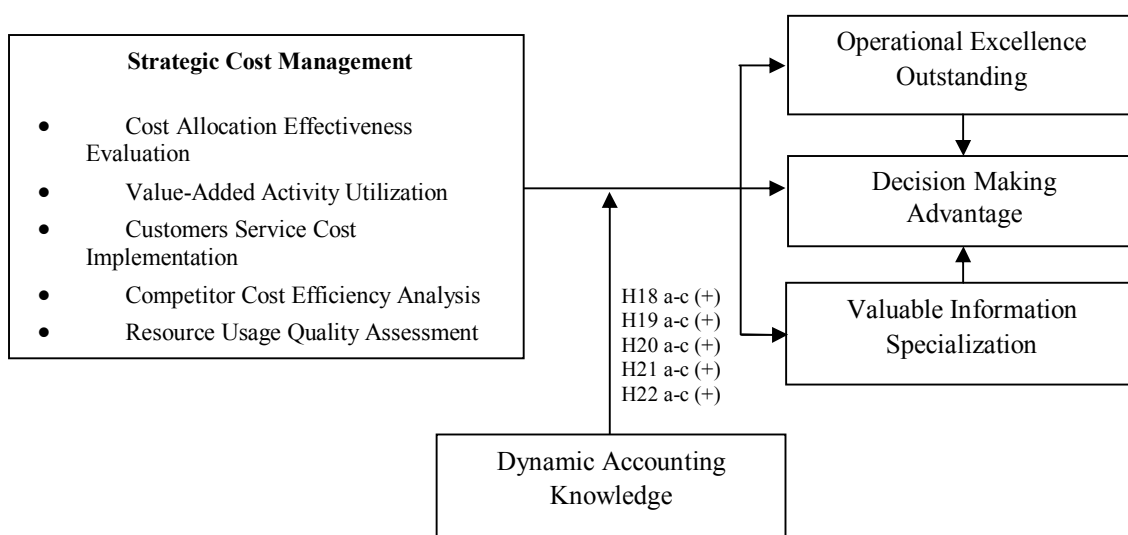 Strategic Cost Management
• Cost Allocation Effectiveness
Evaluation
• Value-Added Activity Utilization
• Customers Service Cost
Implementation
• Competitor Cost Efficiency Analysis
• Resource Usage Quality Assessment
Operational Excellence
Outstanding
Decision Making
Advantage
Valuable Information
Specialization
H18 a-c (+)
H19 a-c (+)
H20 a-c (+)
H21 a-c (+)
H22 a-c (+)
Dynamic Accounting
Knowledge